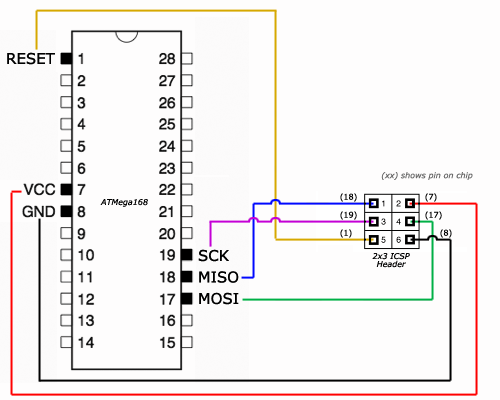 RESET 1 28
2 27
3 26
4 25
5 24
6 23
(xx) shows pin on chip
VCC 7 22
ATMega168
(18) 1 2 (7)
GND 8 21
(19) 3 4 (17)
9 20
(1) 5 6 (8)
10 19 SCK
2x3 ICSP
Header
11 18 MISO
12 17 MOSI
13 16
14 15